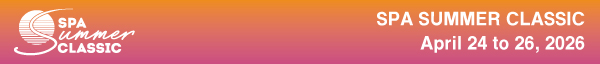 SPA
Summer
CLASSIC
SPA SUMMER CLASSIC
April 24 to 26, 2026